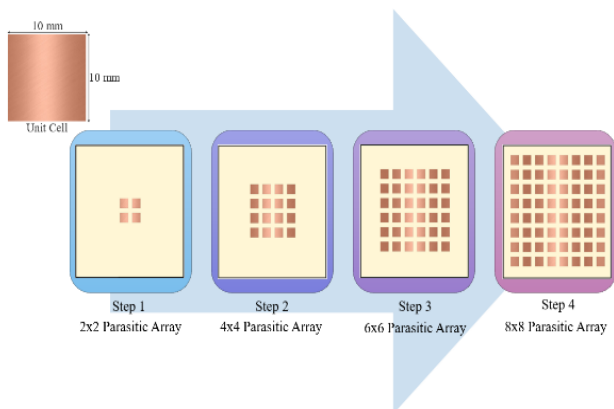 10 mm
10 mm
Unit Cell
Step 1
2x2 Parasitic Array
Step 2
4x4 Parasitic Array
Step 3
6x6 Parasitic Array
Step 4
8x8 Parasitic Array